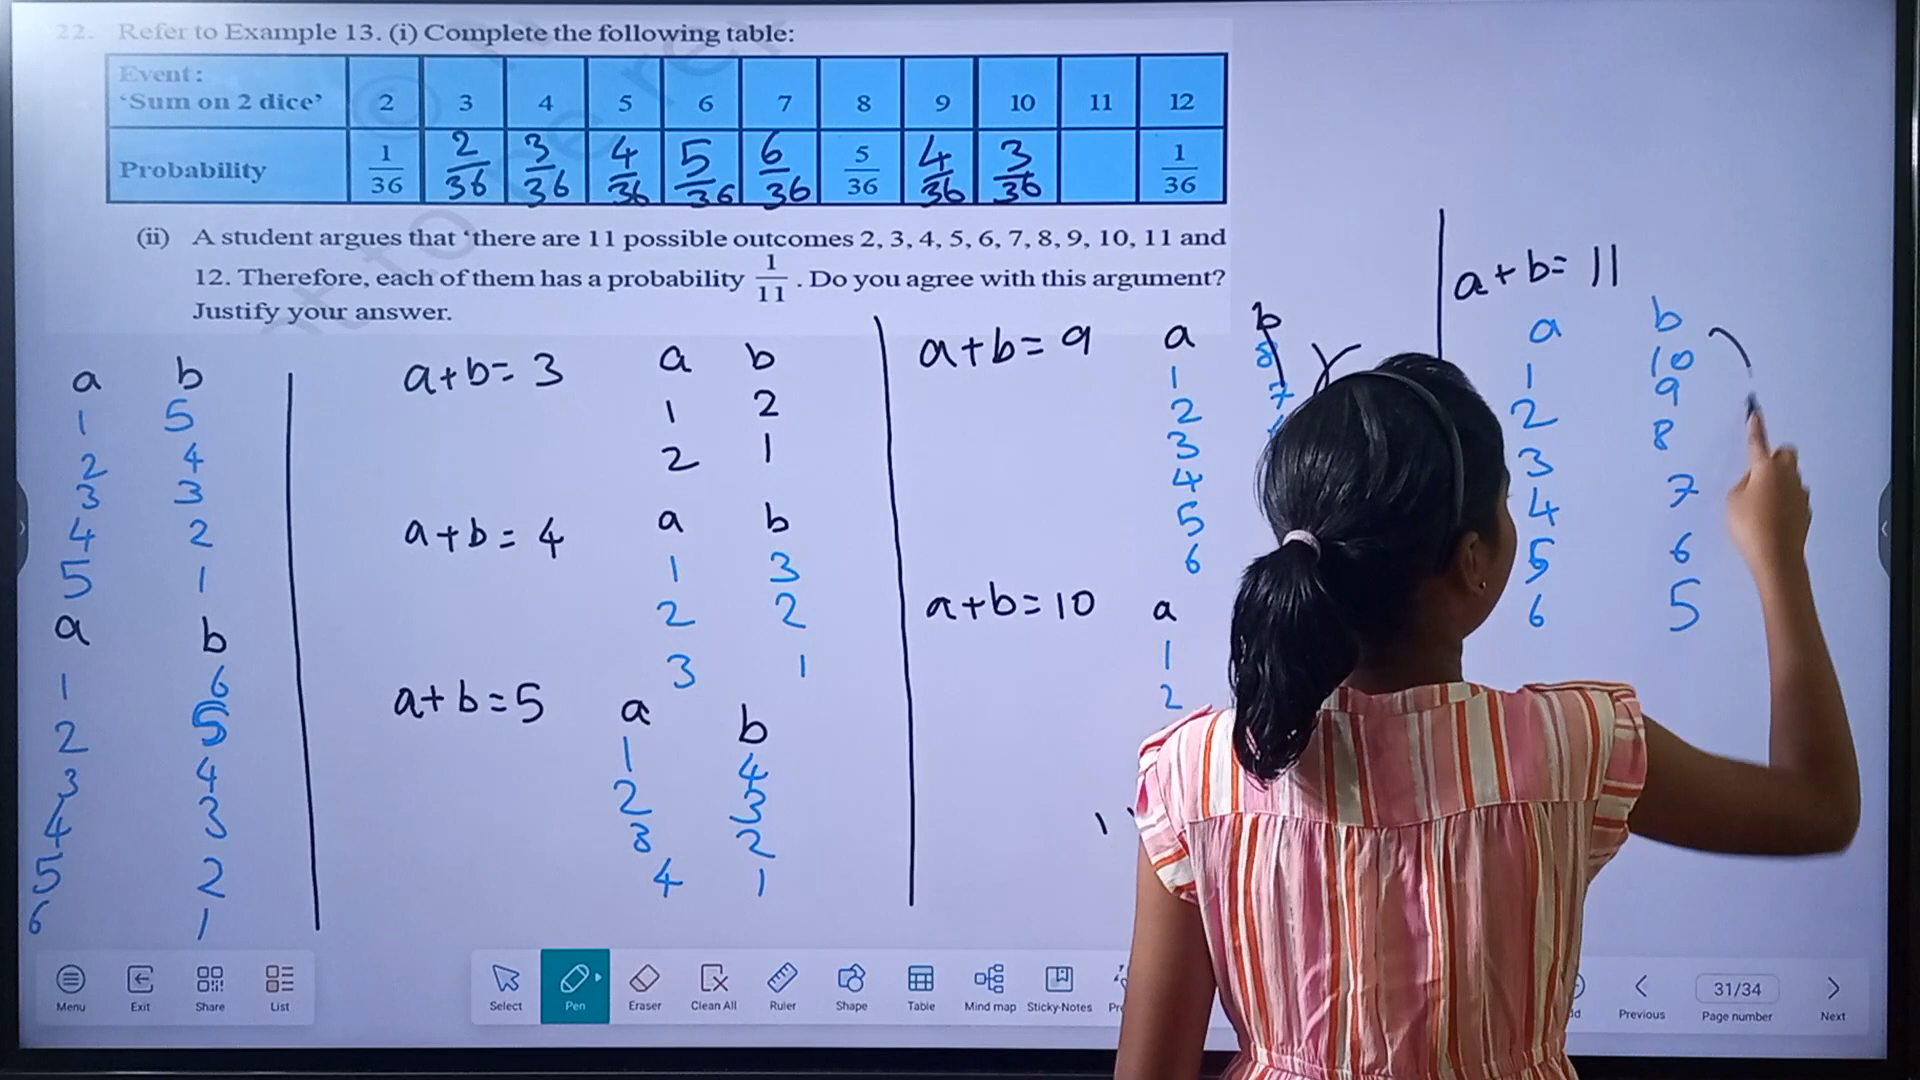 22. Refer to Example 13. (i) Complete the following table:
Event :
‘Sum on 2 dice’ 2 3 4 5 6 7 8 9 10 11 12
Probability 1/36 2/36 3/36 4/36 5/36 6/36 5/36 4/36 3/36 1/36
(ii) A student argues that ‘there are 11 possible outcomes 2, 3, 4, 5, 6, 7, 8, 9, 10, 11 and
12. Therefore, each of them has a probability 1/11 . Do you agree with this argument?
Justify your answer.
a b
1 5
2 4
3 3
4 2
5 1
a b
1 6
2 5
3 4
4 3
5 2
6 1
a+b=3 a b
1 2
2 1
a+b=4 a b
1 3
2 2
3 1
a+b=5 a b
1 4
2 3
3 2
4 1
a+b=9 a b
1 8
2 7
3
4
5
6
a+b=10 a
1
2
a+b=11
a b
1 10
2 9
3 8
4 7
5 6
6 5
Menu Exit Share List Select Pen Eraser Clean All Ruler Shape Table Mind map Sticky-Notes Previous 31/34 Page number Next